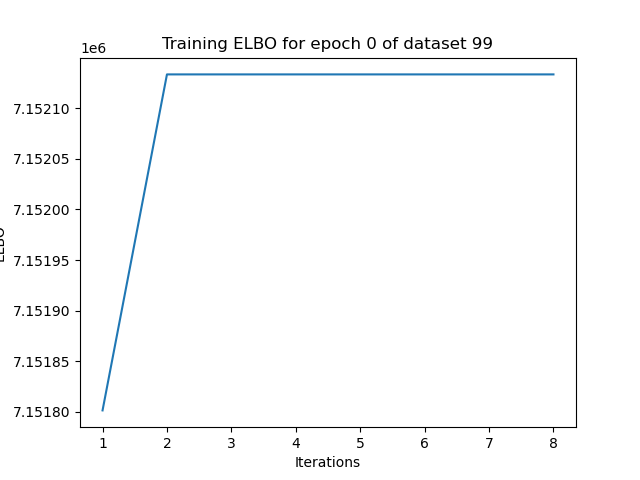 Training ELBO for epoch 0 of dataset 99
1e6
7.15210
7.15205
7.15200
7.15195
7.15190
7.15185
7.15180
ELBO
1 2 3 4 5 6 7 8
Iterations